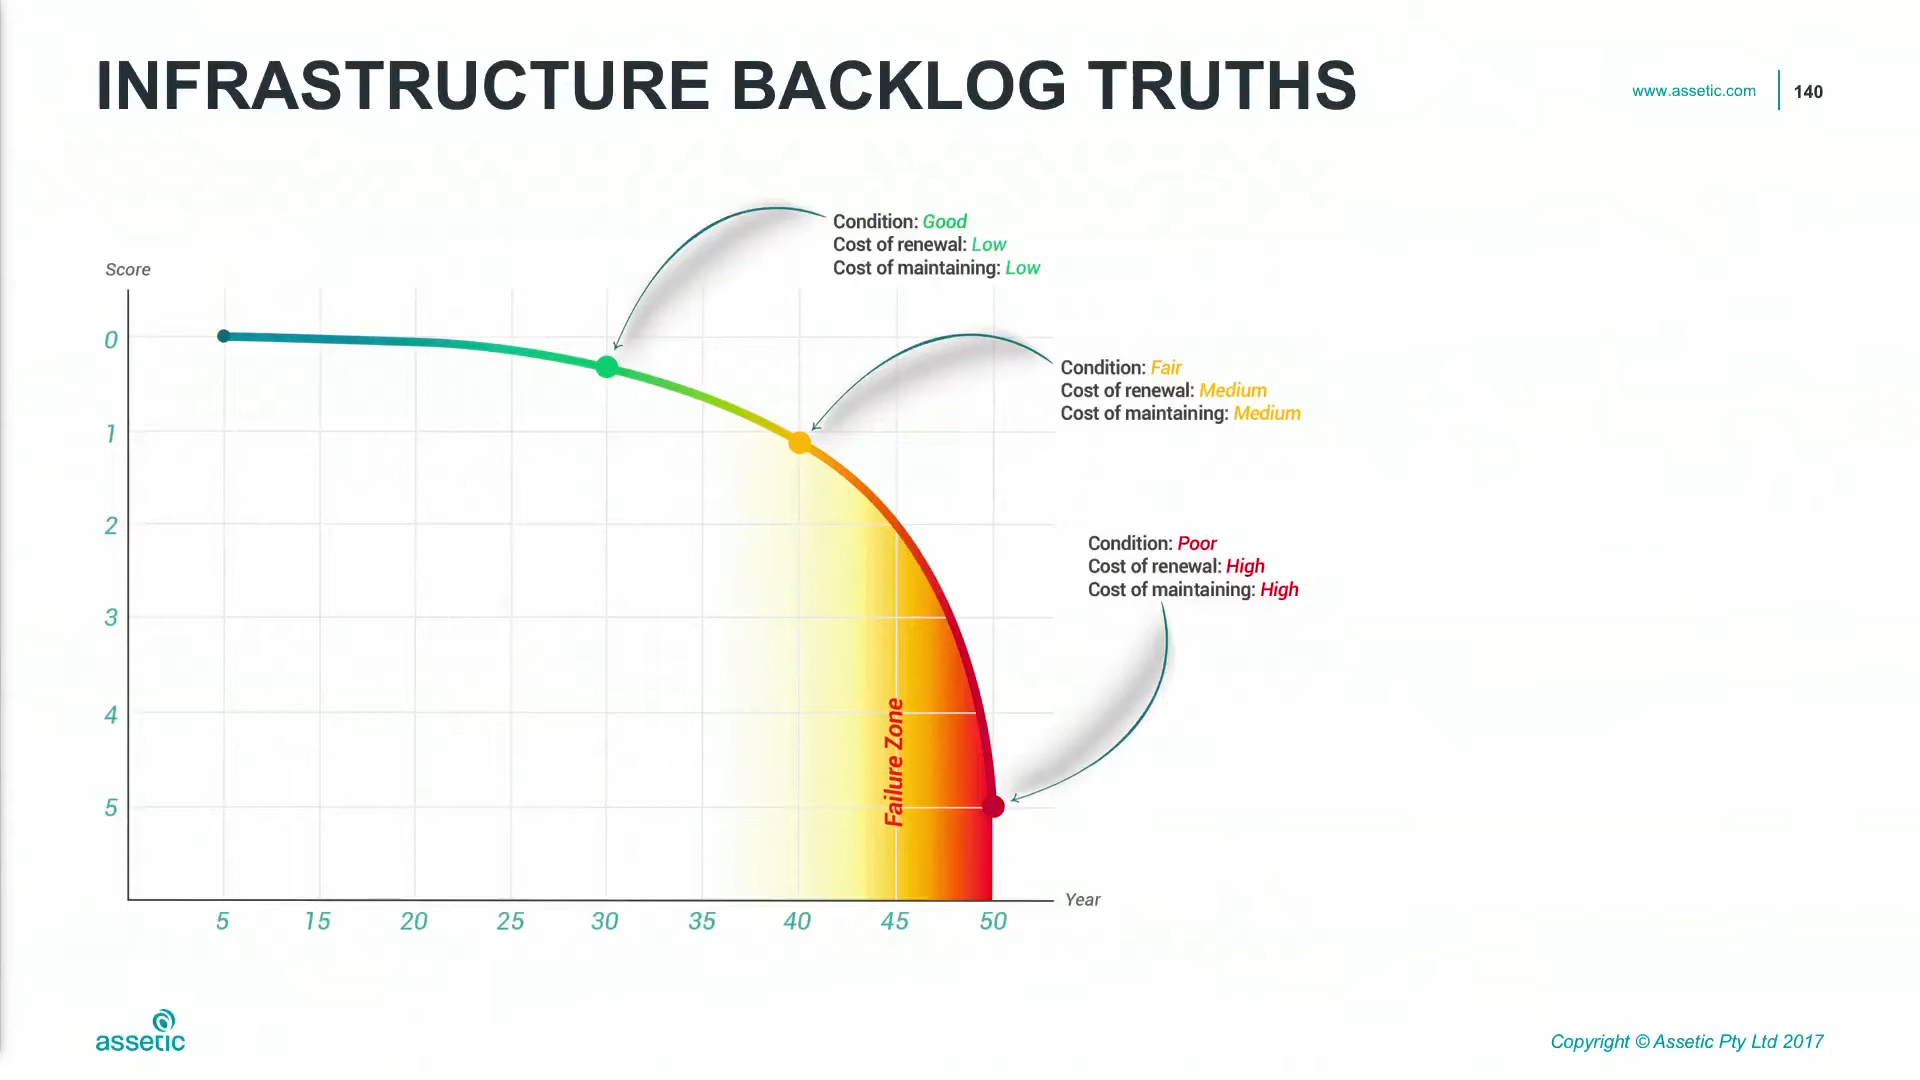 INFRASTRUCTURE BACKLOG TRUTHS
www.assetic.com
140
Condition: Good
Cost of renewal: Low
Cost of maintaining: Low
Score
Condition: Fair
Cost of renewal: Medium
Cost of maintaining: Medium
Condition: Poor
Cost of renewal: High
Cost of maintaining: High
0
1
2
3
4
5
Failure Zone
Year
5 15 20 25 30 35 40 45 50
assetic
Copyright © Assetic Pty Ltd 2017